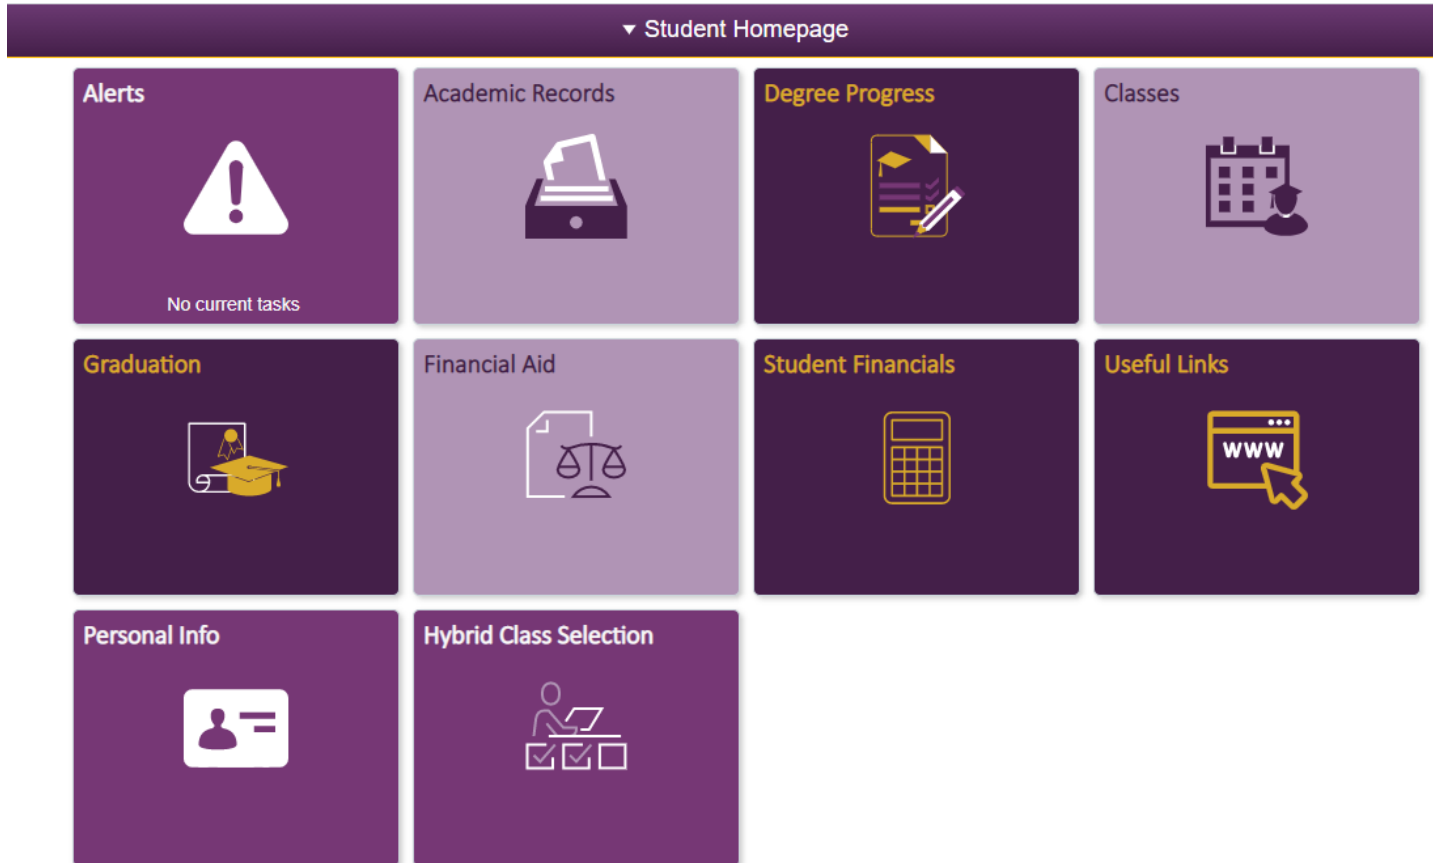 Student Homepage
Alerts
No current tasks
Academic Records
Degree Progress
Classes
Graduation
Financial Aid
Student Financials
Useful Links
www
Personal Info
Hybrid Class Selection